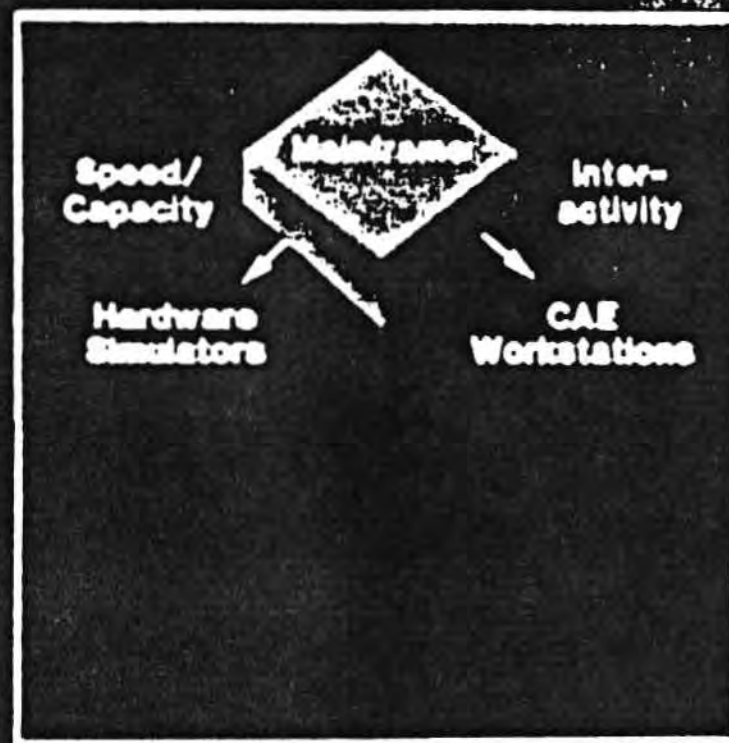 Mainframe
Speed/
Capacity
Inter-
activity
Hardware
Simulators
CAE
Workstations